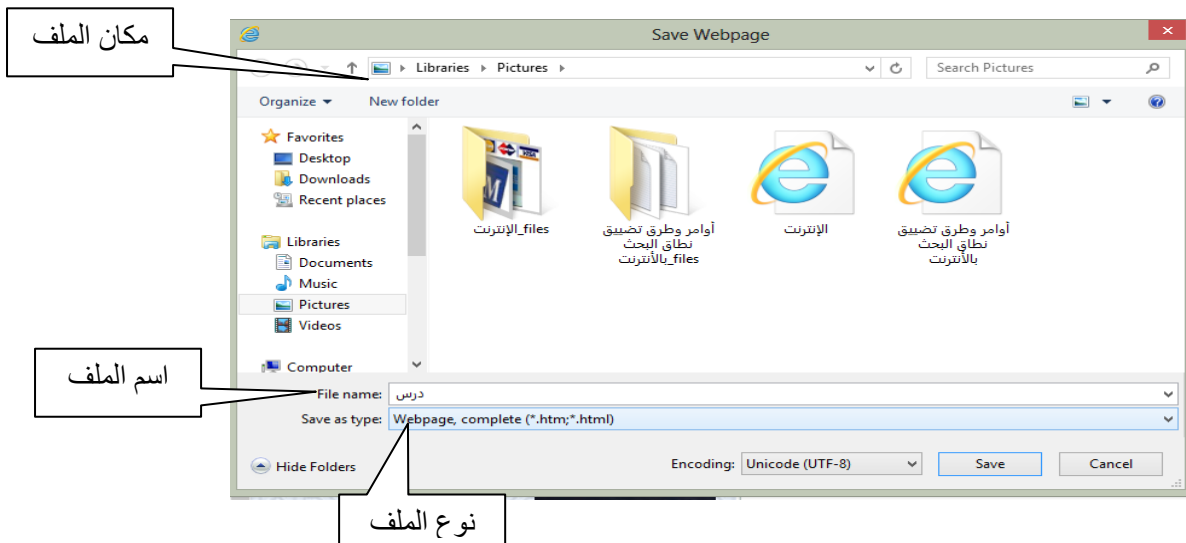 مكان الملف
Save Webpage
Libraries Pictures
Search Pictures
Organize
New folder
Favorites
Desktop
Downloads
Recent places
Libraries
Documents
Music
Pictures
Videos
Computer
الإنترنت_files
أوامر وطرق تضييق
نطاق البحث
بالأنترنت_files
الإنترنت
أوامر وطرق تضييق
نطاق البحث
بالأنترنت
اسم الملف
File name: درس
Save as type: Webpage, complete (*.htm;*.html)
Hide Folders
Encoding: Unicode (UTF-8)
Save
Cancel
نوع الملف